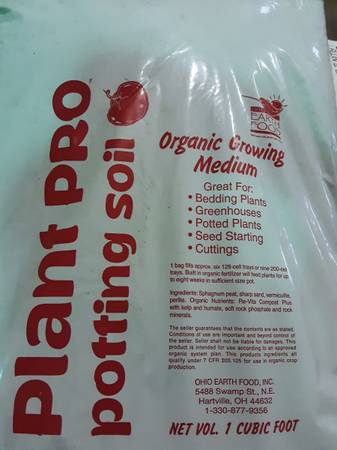 Plant PRO
potting soil
EARTH
FOOD
Organic Growing
Medium
Great For:
• Bedding Plants
• Greenhouses
• Potted Plants
• Seed Starting
• Cuttings
1 bag fills approx. six 128-cell trays or nine 200-cell
trays. Built in organic fertilizer will feed plants for up
to eight weeks in sufficient size pot.
Ingredients: Sphagnum peat, sharp sand, vermiculite,
perlite. Organic Nutrients: Re-Vita Compost Plus
with kelp and humate, soft rock phosphate and rock
minerals.
The seller guarantees that the contents are as stated.
Conditions of use are important and beyond control of
the seller. Seller shall not be liable for damages. This
product is intended for use according to an approved
organic system plan. This products ingredients all
qualify under 7 CFR 205.105 for use in organic crop
production.
OHIO EARTH FOOD, INC.
5488 Swamp St., N.E.
Hartville, OH 44632
1-330-877-9356
NET VOL. 1 CUBIC FOOT